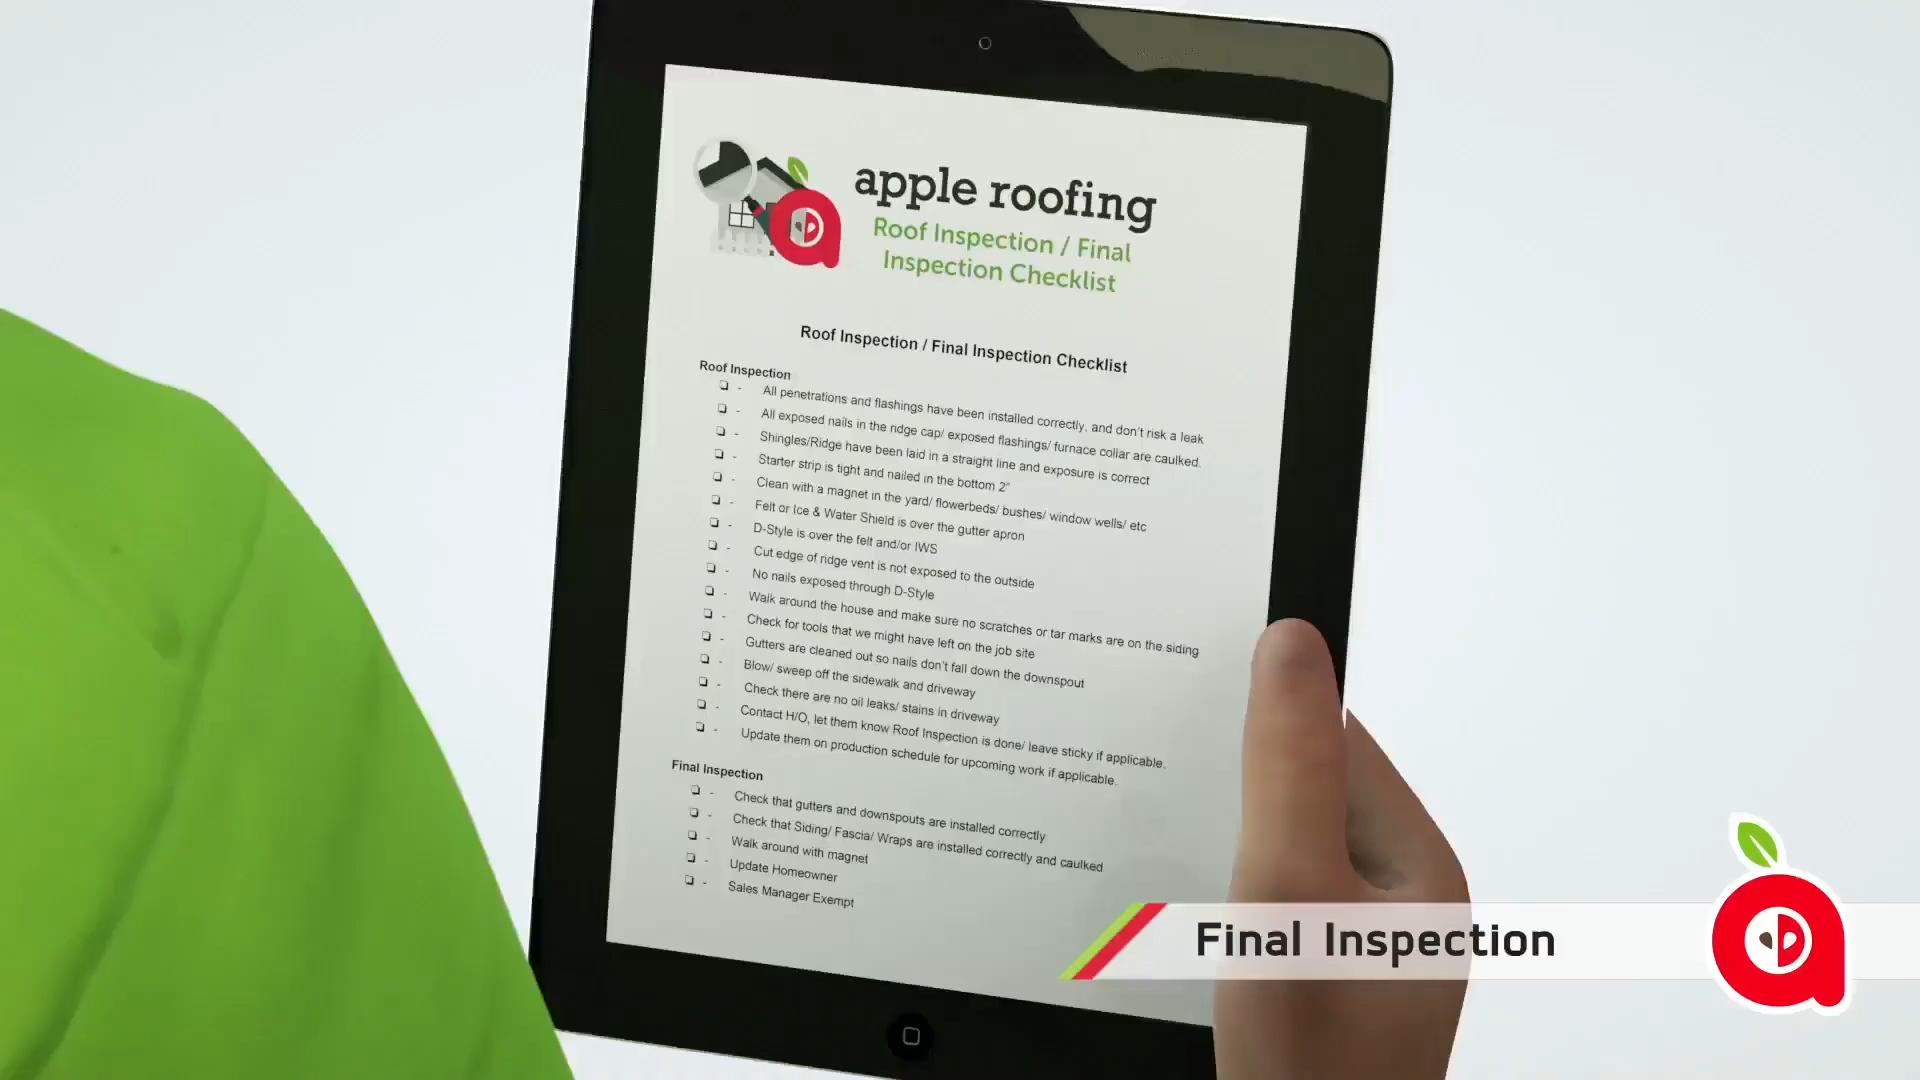 apple roofing
Roof Inspection / Final
Inspection Checklist
Roof Inspection / Final Inspection Checklist
Roof Inspection
❏ - All penetrations and flashings have been installed correctly, and don't risk a leak
❏ - All exposed nails in the ridge cap/ exposed flashings/ furnace collar are caulked.
❏ - Shingles/Ridge have been laid in a straight line and exposure is correct
❏ - Starter strip is tight and nailed in the bottom 2"
❏ - Clean with a magnet in the yard/ flowerbeds/ bushes/ window wells/ etc
❏ - Felt or Ice & Water Shield is over the gutter apron
❏ - D-Style is over the felt and/or IWS
❏ - Cut edge of ridge vent is not exposed to the outside
❏ - No nails exposed through D-Style
❏ - Walk around the house and make sure no scratches or tar marks are on the siding
❏ - Check for tools that we might have left on the job site
❏ - Gutters are cleaned out so nails don't fall down the downspout
❏ - Blow/ sweep off the sidewalk and driveway
❏ - Check there are no oil leaks/ stains in driveway
❏ - Contact H/O, let them know Roof Inspection is done/ leave sticky if applicable.
❏ - Update them on production schedule for upcoming work if applicable.
Final Inspection
❏ - Check that gutters and downspouts are installed correctly
❏ - Check that Siding/ Fascia/ Wraps are installed correctly and caulked
❏ - Walk around with magnet
❏ - Update Homeowner
❏ - Sales Manager Exempt
Final Inspection